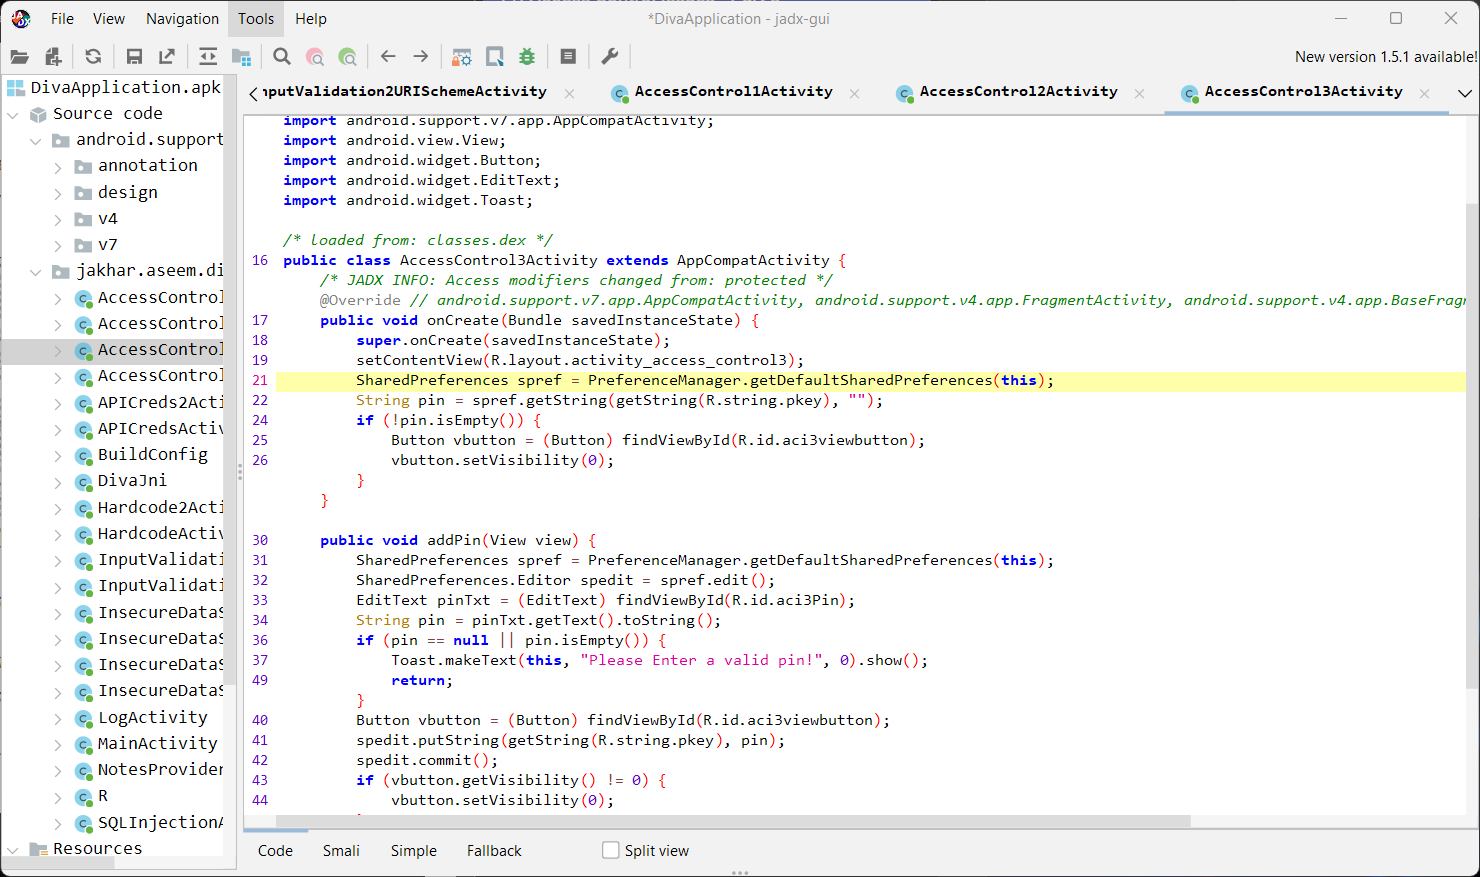 File View Navigation Tools Help *DivaApplication - jadx-gui
New version 1.5.1 available!
DivaApplication.apk
Source code
android.support
annotation
design
v4
v7
jakhar.aseem.di
AccessControl
AccessControl
AccessControl
AccessControl
APICreds2Acti
APICredsActiv
BuildConfig
DivaJni
Hardcode2Acti
HardcodeActiv
InputValidati
InputValidati
InsecureDataS
InsecureDataS
InsecureDataS
InsecureDataS
LogActivity
MainActivity
NotesProvider
R
SQLInjectionA
Resources
nputValidation2URISchemeActivity AccessControl1Activity AccessControl2Activity AccessControl3Activity
import android.support.v7.app.AppCompatActivity;
import android.view.View;
import android.widget.Button;
import android.widget.EditText;
import android.widget.Toast;
/* loaded from: classes.dex */
16 public class AccessControl3Activity extends AppCompatActivity {
/* JADX INFO: Access modifiers changed from: protected */
@Override // android.support.v7.app.AppCompatActivity, android.support.v4.app.FragmentActivity, android.support.v4.app.BaseFragm
17 public void onCreate(Bundle savedInstanceState) {
18 super.onCreate(savedInstanceState);
19 setContentView(R.layout.activity_access_control3);
21 SharedPreferences spref = PreferenceManager.getDefaultSharedPreferences(this);
22 String pin = spref.getString(getString(R.string.pkey), "");
24 if (!pin.isEmpty()) {
25 Button vbutton = (Button) findViewById(R.id.aci3viewbutton);
26 vbutton.setVisibility(0);
}
}
30 public void addPin(View view) {
31 SharedPreferences spref = PreferenceManager.getDefaultSharedPreferences(this);
32 SharedPreferences.Editor spedit = spref.edit();
33 EditText pinTxt = (EditText) findViewById(R.id.aci3Pin);
34 String pin = pinTxt.getText().toString();
36 if (pin == null || pin.isEmpty()) {
37 Toast.makeText(this, "Please Enter a valid pin!", 0).show();
49 return;
}
40 Button vbutton = (Button) findViewById(R.id.aci3viewbutton);
41 spedit.putString(getString(R.string.pkey), pin);
42 spedit.commit();
43 if (vbutton.getVisibility() != 0) {
44 vbutton.setVisibility(0);
Code Smali Simple Fallback Split view